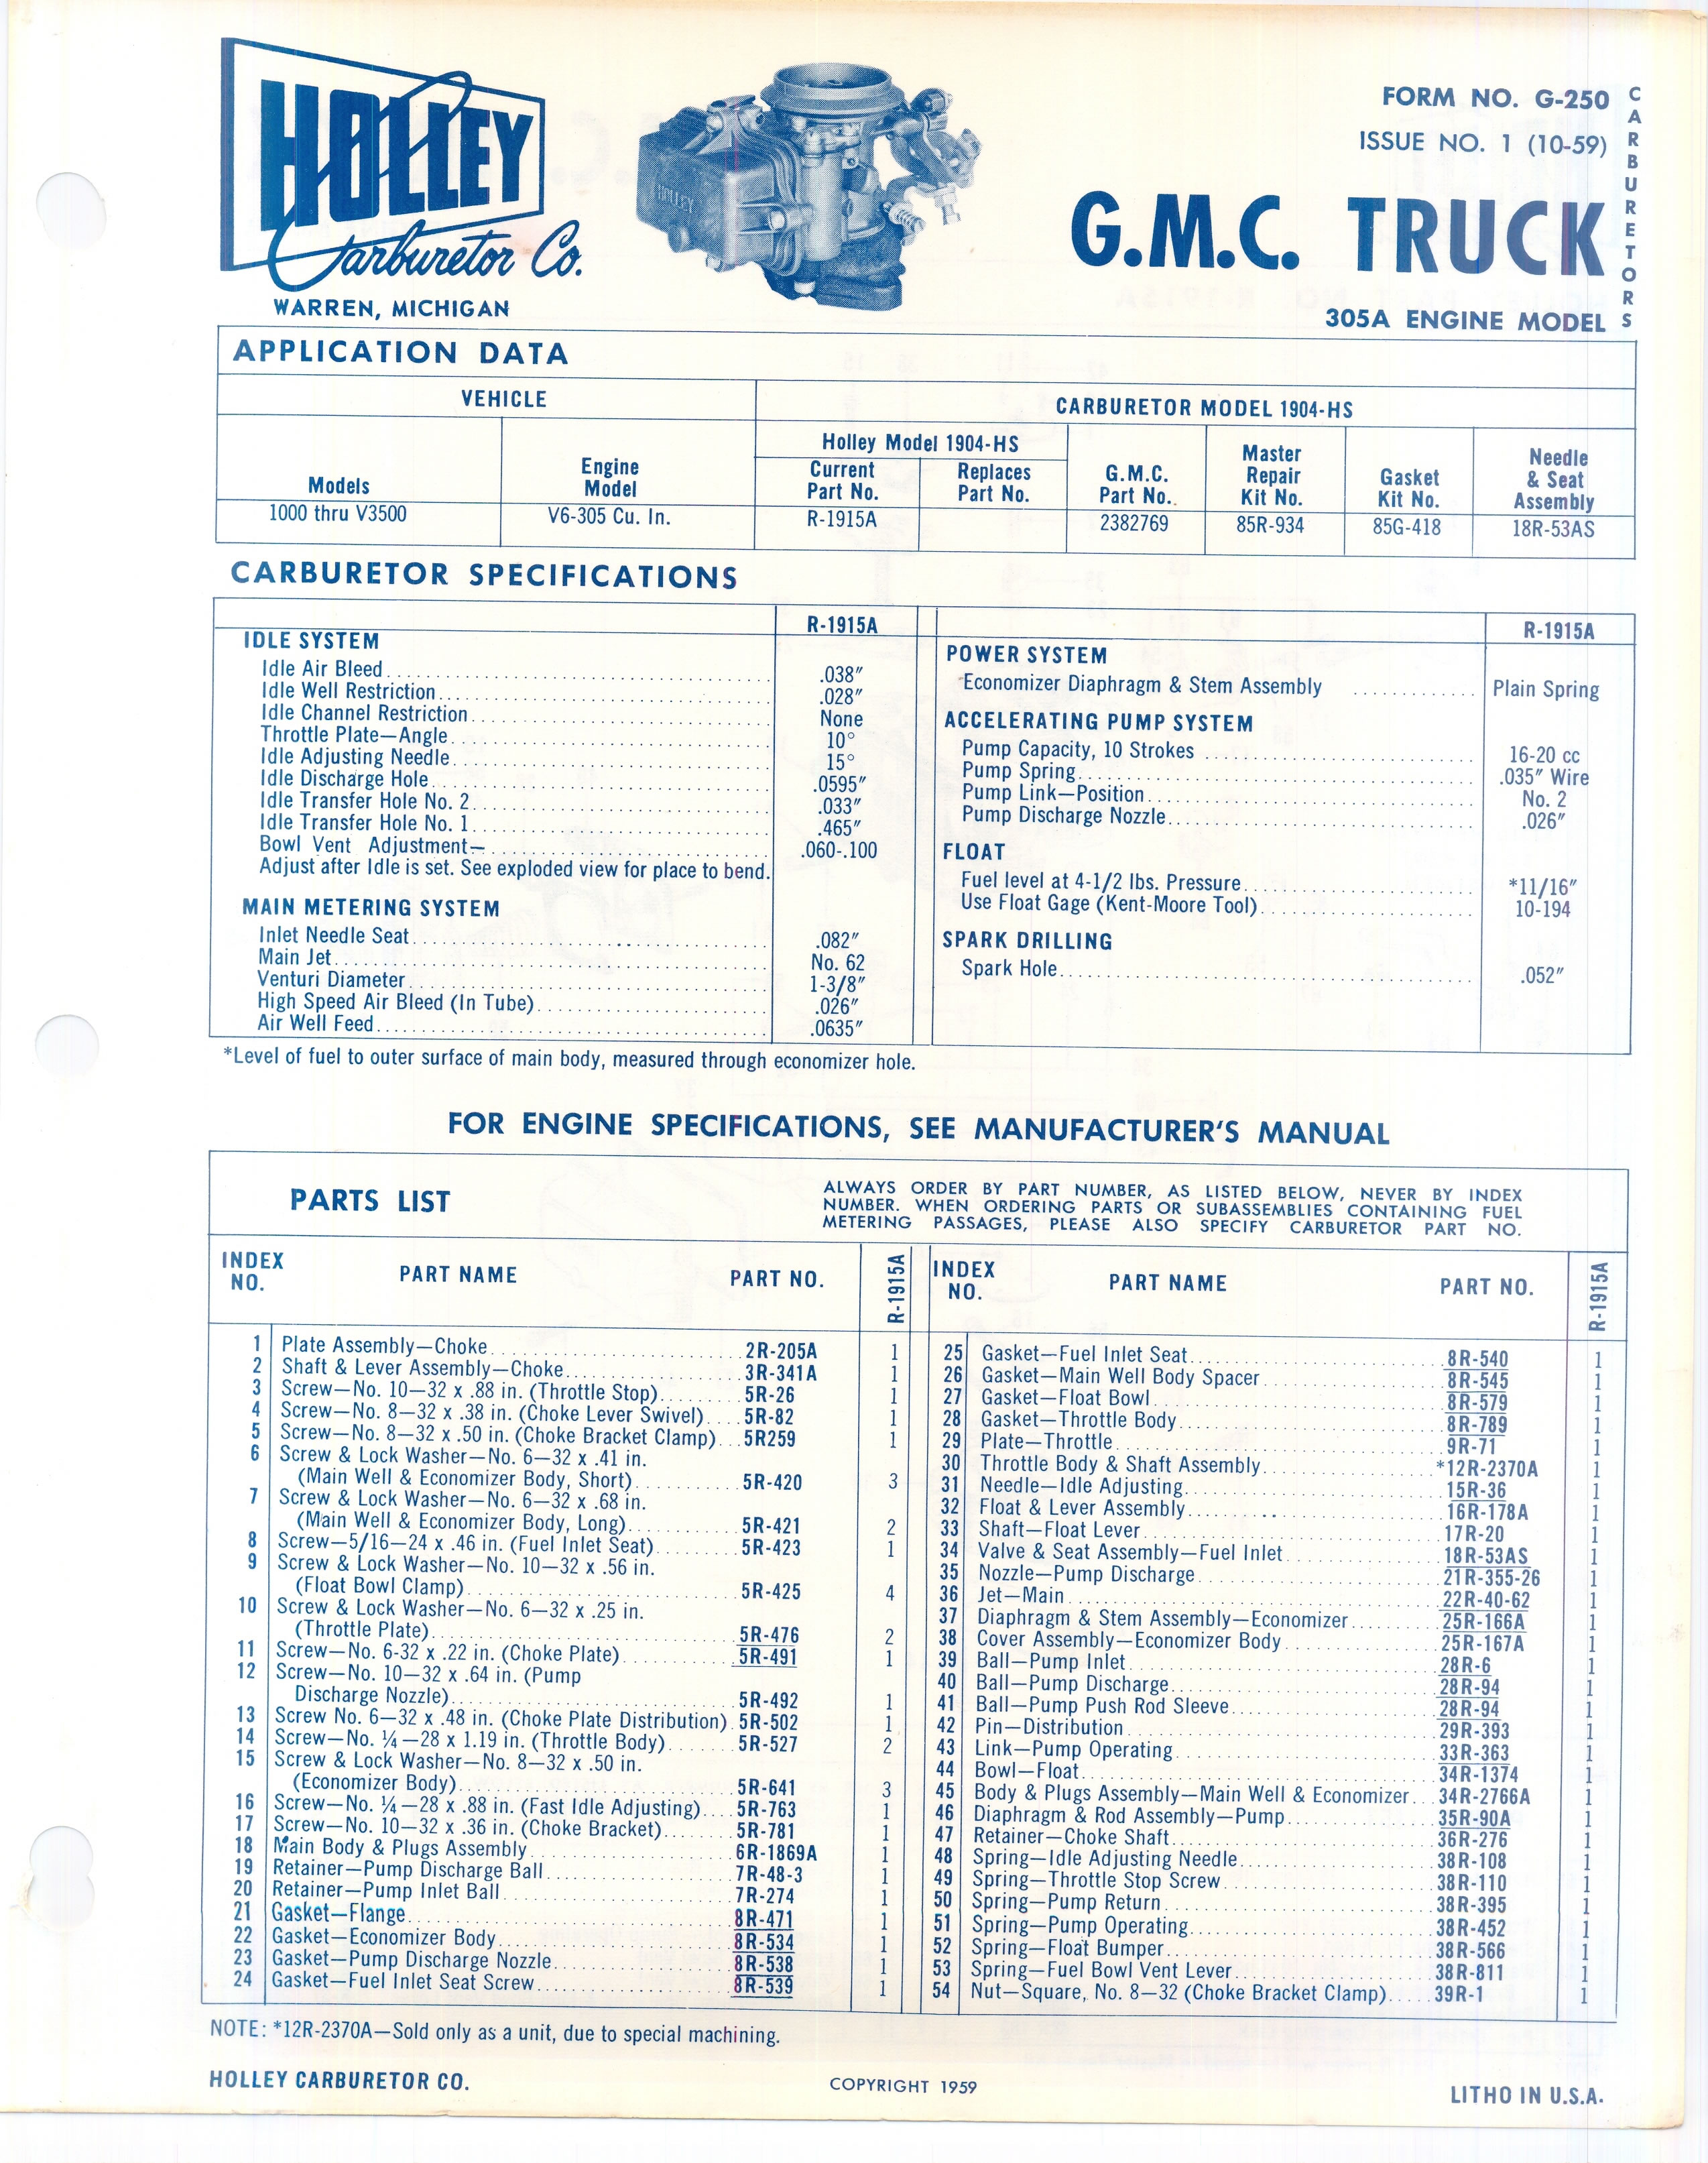 HOLLEY
Carburetor Co.
WARREN, MICHIGAN
HOLLEY
FORM NO. G-250
ISSUE NO. 1 (10-59)
G.M.C. TRUCK
305A ENGINE MODEL
CARBURETORS
APPLICATION DATA
VEHICLE
CARBURETOR MODEL 1904-HS
Models
Engine Model
Holley Model 1904-HS
Current Part No.
Replaces Part No.
G.M.C. Part No.
Master Repair Kit No.
Gasket Kit No.
Needle & Seat Assembly
1000 thru V3500 V6-305 Cu. In. R-1915A 2382769 85R-934 85G-418 18R-53AS
CARBURETOR SPECIFICATIONS
R-1915A
IDLE SYSTEM
Idle Air Bleed .038"
Idle Well Restriction .028"
Idle Channel Restriction None
Throttle Plate—Angle 10°
Idle Adjusting Needle 15°
Idle Discharge Hole .0595"
Idle Transfer Hole No. 2 .033"
Idle Transfer Hole No. 1 .465"
Bowl Vent Adjustment— .060-.100
Adjust after Idle is set. See exploded view for place to bend.
MAIN METERING SYSTEM
Inlet Needle Seat .082"
Main Jet No. 62
Venturi Diameter 1-3/8"
High Speed Air Bleed (In Tube) .026"
Air Well Feed .0635"
R-1915A
POWER SYSTEM
Economizer Diaphragm & Stem Assembly Plain Spring
ACCELERATING PUMP SYSTEM
Pump Capacity, 10 Strokes 16-20 cc
Pump Spring .035" Wire
Pump Link—Position No. 2
Pump Discharge Nozzle .026"
FLOAT
Fuel level at 4-1/2 lbs. Pressure *11/16"
Use Float Gage (Kent-Moore Tool) 10-194
SPARK DRILLING
Spark Hole .052"
*Level of fuel to outer surface of main body, measured through economizer hole.
FOR ENGINE SPECIFICATIONS, SEE MANUFACTURER'S MANUAL
PARTS LIST
ALWAYS ORDER BY PART NUMBER, AS LISTED BELOW, NEVER BY INDEX
NUMBER. WHEN ORDERING PARTS OR SUBASSEMBLIES CONTAINING FUEL
METERING PASSAGES, PLEASE ALSO SPECIFY CARBURETOR PART NO.
INDEX NO. PART NAME PART NO. R-1915A
1 Plate Assembly—Choke 2R-205A 1
2 Shaft & Lever Assembly—Choke 3R-341A 1
3 Screw—No. 10—32 x .88 in. (Throttle Stop) 5R-26 1
4 Screw—No. 8—32 x .38 in. (Choke Lever Swivel) 5R-82 1
5 Screw—No. 8—32 x .50 in. (Choke Bracket Clamp) 5R259 1
6 Screw & Lock Washer—No. 6—32 x .41 in.
(Main Well & Economizer Body, Short) 5R-420 3
7 Screw & Lock Washer—No. 6—32 x .68 in.
(Main Well & Economizer Body, Long) 5R-421 2
8 Screw—5/16—24 x .46 in. (Fuel Inlet Seat) 5R-423 1
9 Screw & Lock Washer—No. 10—32 x .56 in.
(Float Bowl Clamp) 5R-425 4
10 Screw & Lock Washer—No. 6—32 x .25 in.
(Throttle Plate) 5R-476 2
11 Screw—No. 6-32 x .22 in. (Choke Plate) 5R-491 1
12 Screw—No. 10—32 x .64 in. (Pump
Discharge Nozzle) 5R-492 1
13 Screw No. 6—32 x .48 in. (Choke Plate Distribution) 5R-502 1
14 Screw—No. ¼—28 x 1.19 in. (Throttle Body) 5R-527 2
15 Screw & Lock Washer—No. 8—32 x .50 in.
(Economizer Body) 5R-641 3
16 Screw—No. ¼—28 x .88 in. (Fast Idle Adjusting) 5R-763 1
17 Screw—No. 10—32 x .36 in. (Choke Bracket) 5R-781 1
18 Main Body & Plugs Assembly 6R-1869A 1
19 Retainer—Pump Discharge Ball 7R-48-3 1
20 Retainer—Pump Inlet Ball 7R-274 1
21 Gasket—Flange 8R-471 1
22 Gasket—Economizer Body 8R-534 1
23 Gasket—Pump Discharge Nozzle 8R-538 1
24 Gasket—Fuel Inlet Seat Screw 8R-539 1
INDEX NO. PART NAME PART NO. R-1915A
25 Gasket—Fuel Inlet Seat 8R-540 1
26 Gasket—Main Well Body Spacer 8R-545 1
27 Gasket—Float Bowl 8R-579 1
28 Gasket—Throttle Body 8R-789 1
29 Plate—Throttle 9R-71 1
30 Throttle Body & Shaft Assembly *12R-2370A 1
31 Needle—Idle Adjusting 15R-36 1
32 Float & Lever Assembly 16R-178A 1
33 Shaft—Float Lever 17R-20 1
34 Valve & Seat Assembly—Fuel Inlet 18R-53AS 1
35 Nozzle—Pump Discharge 21R-355-26 1
36 Jet—Main 22R-40-62 1
37 Diaphragm & Stem Assembly—Economizer 25R-166A 1
38 Cover Assembly—Economizer Body 25R-167A 1
39 Ball—Pump Inlet 28R-6 1
40 Ball—Pump Discharge 28R-94 1
41 Ball—Pump Push Rod Sleeve 28R-94 1
42 Pin—Distribution 29R-393 1
43 Link—Pump Operating 33R-363 1
44 Bowl—Float 34R-1374 1
45 Body & Plugs Assembly—Main Well & Economizer 34R-2766A 1
46 Diaphragm & Rod Assembly—Pump 35R-90A 1
47 Retainer—Choke Shaft 36R-276 1
48 Spring—Idle Adjusting Needle 38R-108 1
49 Spring—Throttle Stop Screw 38R-110 1
50 Spring—Pump Return 38R-395 1
51 Spring—Pump Operating 38R-452 1
52 Spring—Float Bumper 38R-566 1
53 Spring—Fuel Bowl Vent Lever 38R-811 1
54 Nut—Square, No. 8—32 (Choke Bracket Clamp) 39R-1 1
NOTE: *12R-2370A—Sold only as a unit, due to special machining.
HOLLEY CARBURETOR CO.
COPYRIGHT 1959
LITHO IN U.S.A.